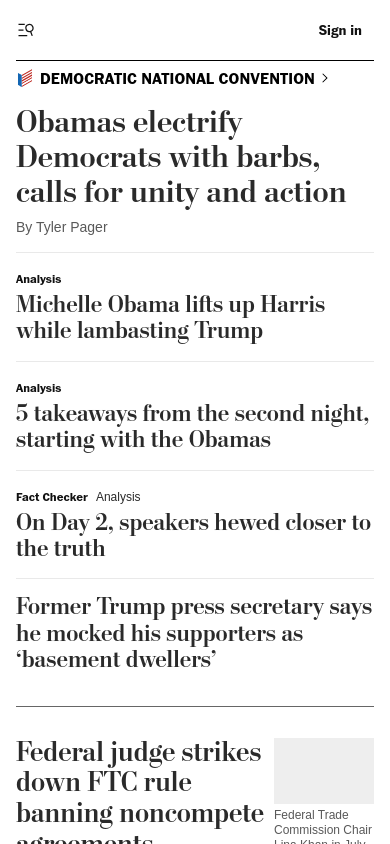 Sign in
DEMOCRATIC NATIONAL CONVENTION
Obamas electrify
Democrats with barbs,
calls for unity and action
By Tyler Pager
Analysis
Michelle Obama lifts up Harris
while lambasting Trump
Analysis
5 takeaways from the second night,
starting with the Obamas
Fact Checker Analysis
On Day 2, speakers hewed closer to
the truth
Former Trump press secretary says
he mocked his supporters as
‘basement dwellers’
Federal judge strikes
down FTC rule
banning noncompete
agreements
Federal Trade
Commission Chair
Lina Khan in July